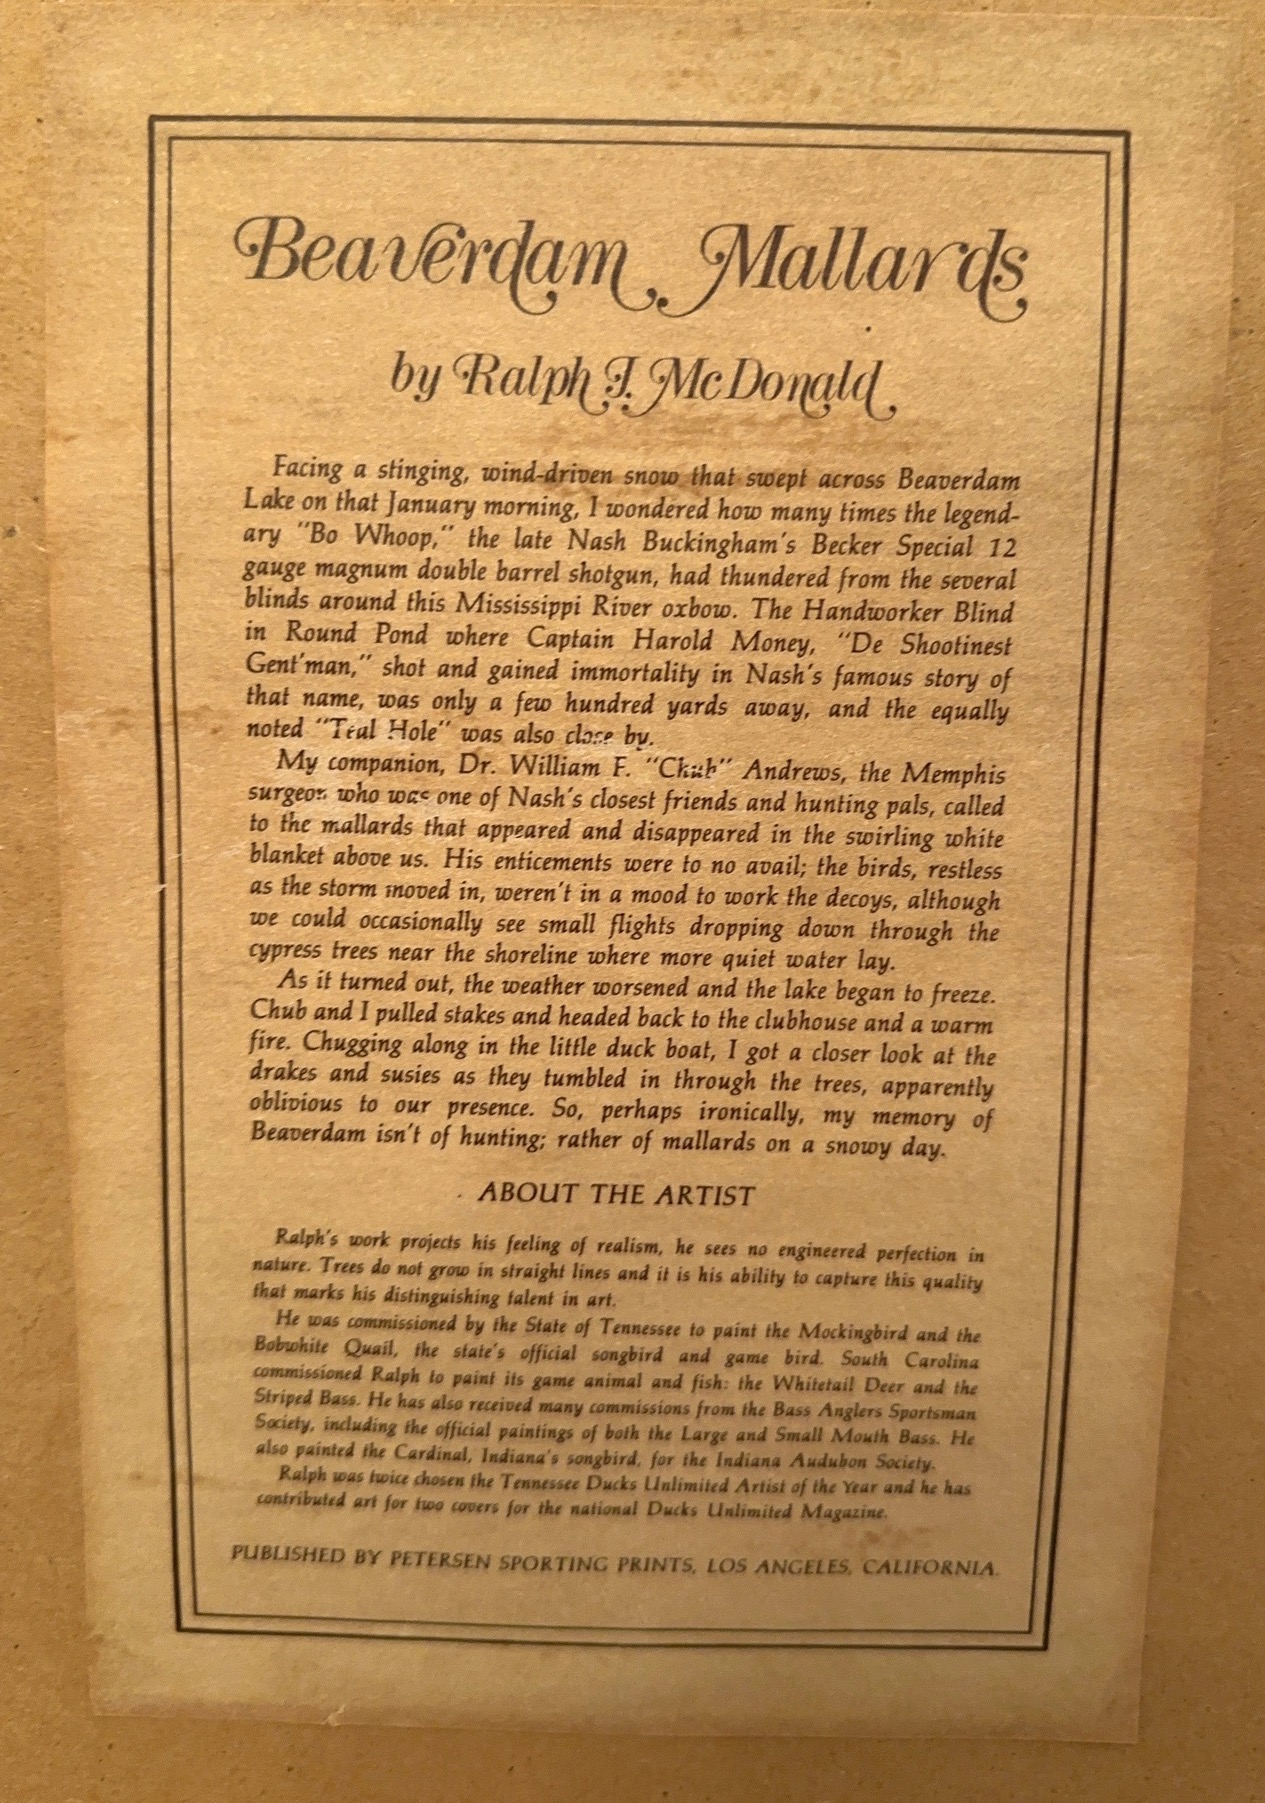 Beaverdam Mallards
by Ralph J. McDonald
Facing a stinging, wind-driven snow that swept across Beaverdam
Lake on that January morning, I wondered how many times the legend-
ary "Bo Whoop," the late Nash Buckingham's Becker Special 12
gauge magnum double barrel shotgun, had thundered from the several
blinds around this Mississippi River oxbow. The Handworker Blind
in Round Pond where Captain Harold Money, "De Shootinest
Gent'man," shot and gained immortality in Nash's famous story of
that name, was only a few hundred yards away, and the equally
noted "Teal Hole" was also close by.
My companion, Dr. William F. "Chub" Andrews, the Memphis
surgeon who was one of Nash's closest friends and hunting pals, called
to the mallards that appeared and disappeared in the swirling white
blanket above us. His enticements were to no avail; the birds, restless
as the storm moved in, weren't in a mood to work the decoys, although
we could occasionally see small flights dropping down through the
cypress trees near the shoreline where more quiet water lay.
As it turned out, the weather worsened and the lake began to freeze.
Chub and I pulled stakes and headed back to the clubhouse and a warm
fire. Chugging along in the little duck boat, I got a closer look at the
drakes and susies as they tumbled in through the trees, apparently
oblivious to our presence. So, perhaps ironically, my memory of
Beaverdam isn't of hunting; rather of mallards on a snowy day.
ABOUT THE ARTIST
Ralph's work projects his feeling of realism, he sees no engineered perfection in
nature. Trees do not grow in straight lines and it is his ability to capture this quality
that marks his distinguishing talent in art.
He was commissioned by the State of Tennessee to paint the Mockingbird and the
Bobwhite Quail, the state's official songbird and game bird. South Carolina
commissioned Ralph to paint its game animal and fish: the Whitetail Deer and the
Striped Bass. He has also received many commissions from the Bass Anglers Sportsman
Society, including the official paintings of both the Large and Small Mouth Bass. He
also painted the Cardinal, Indiana's songbird, for the Indiana Audubon Society.
Ralph was twice chosen the Tennessee Ducks Unlimited Artist of the Year and he has
contributed art for two covers for the national Ducks Unlimited Magazine.
PUBLISHED BY PETERSEN SPORTING PRINTS, LOS ANGELES, CALIFORNIA.